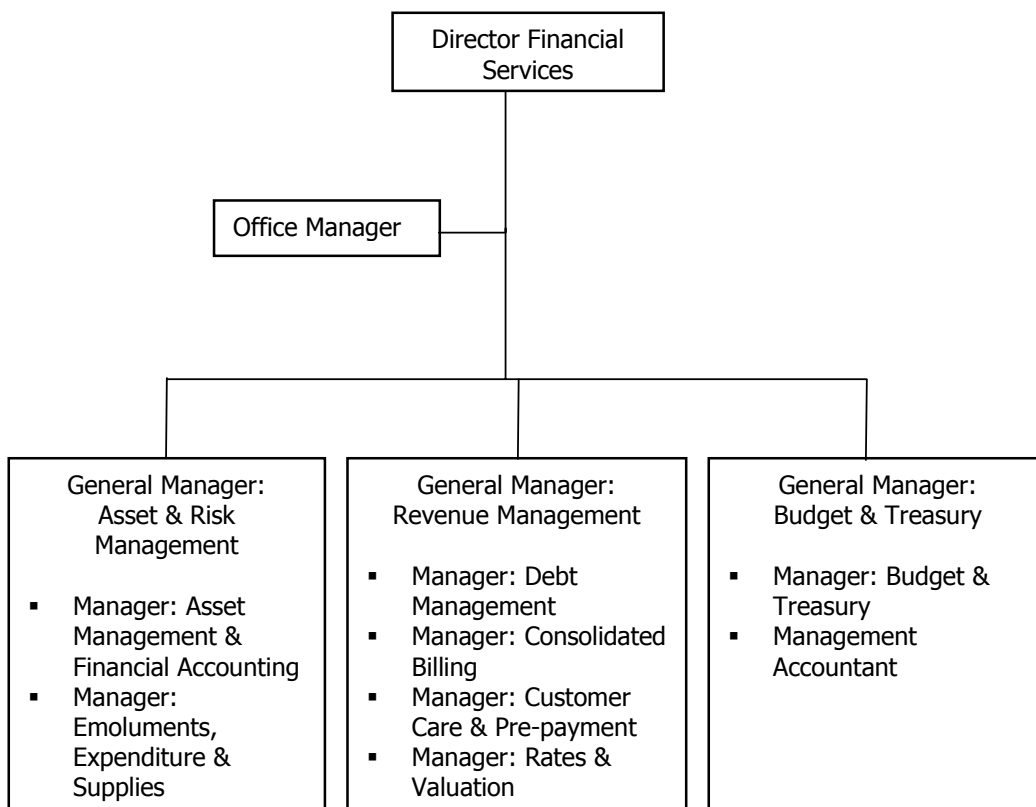 Director Financial
Services
Office Manager
General Manager:
Asset & Risk
Management
▪ Manager: Asset
Management &
Financial Accounting
▪ Manager:
Emoluments,
Expenditure &
Supplies
General Manager:
Revenue Management
▪ Manager: Debt
Management
▪ Manager: Consolidated
Billing
▪ Manager: Customer
Care & Pre-payment
▪ Manager: Rates &
Valuation
General Manager:
Budget & Treasury
▪ Manager: Budget &
Treasury
▪ Management
Accountant